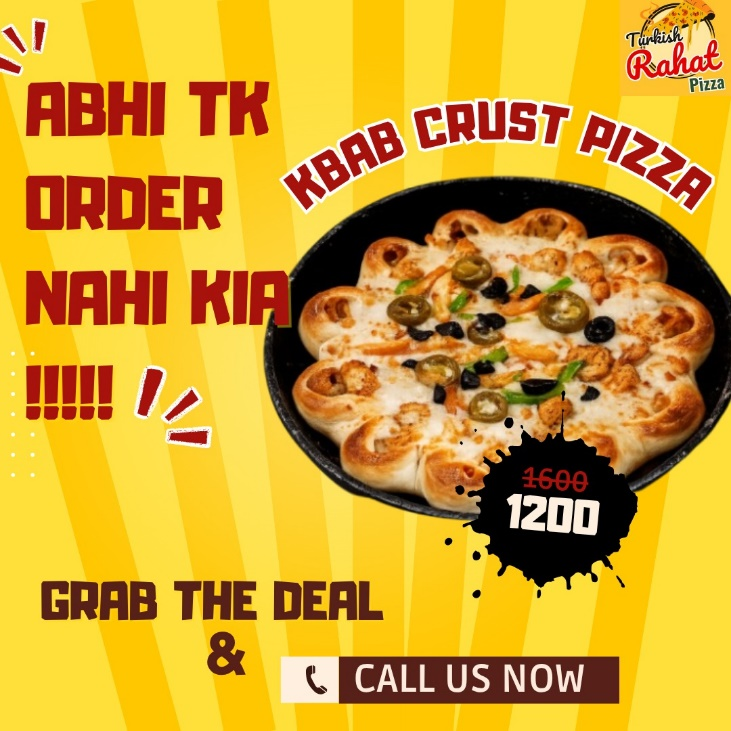 Turkish
Rahat
Pizza
ABHI TK
ORDER
NAHI KIA
!!!!!
KBAB CRUST PIZZA
1600
1200
GRAB THE DEAL
&
CALL US NOW